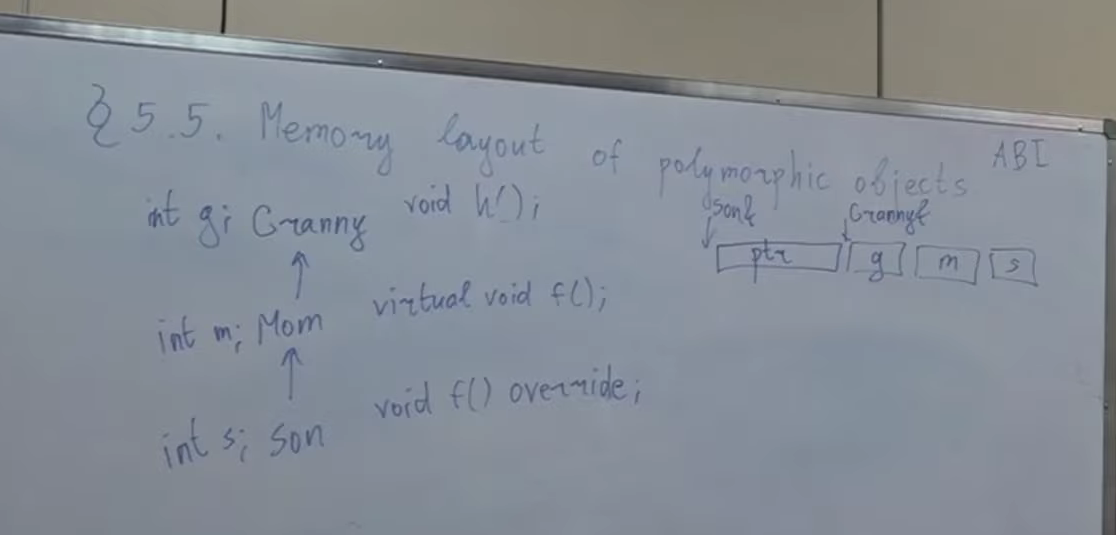 § 5.5. Memory layout of polymorphic objects
ABI
int g; Granny void h();
Son& Granny&
ptr g m s
int m; Mom virtual void f();
int s; Son void f() override;